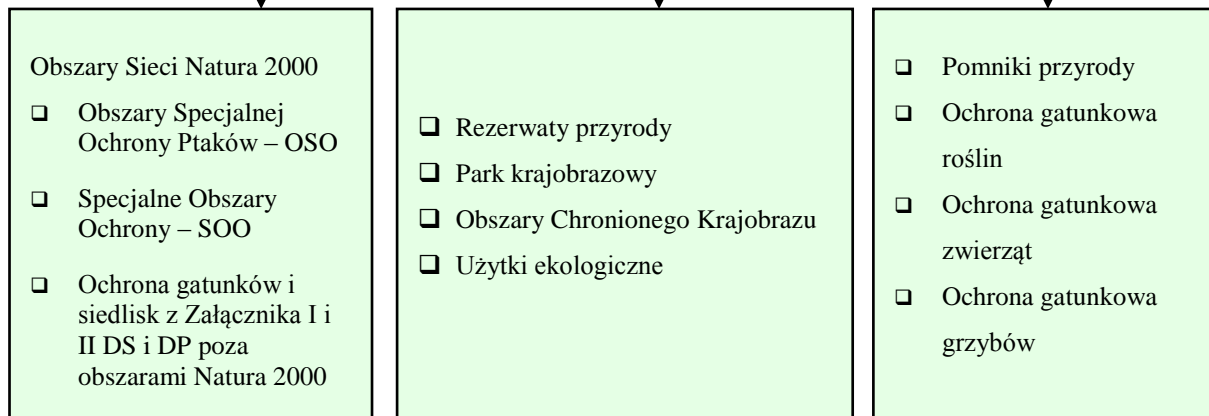 Obszary Sieci Natura 2000
❑ Obszary Specjalnej
Ochrony Ptaków – OSO
❑ Specjalne Obszary
Ochrony – SOO
❑ Ochrona gatunków i
siedlisk z Załącznika I i
II DS i DP poza
obszarami Natura 2000
❑ Rezerwaty przyrody
❑ Park krajobrazowy
❑ Obszary Chronionego Krajobrazu
❑ Użytki ekologiczne
❑ Pomniki przyrody
❑ Ochrona gatunkowa
roślin
❑ Ochrona gatunkowa
zwierząt
❑ Ochrona gatunkowa
grzybów